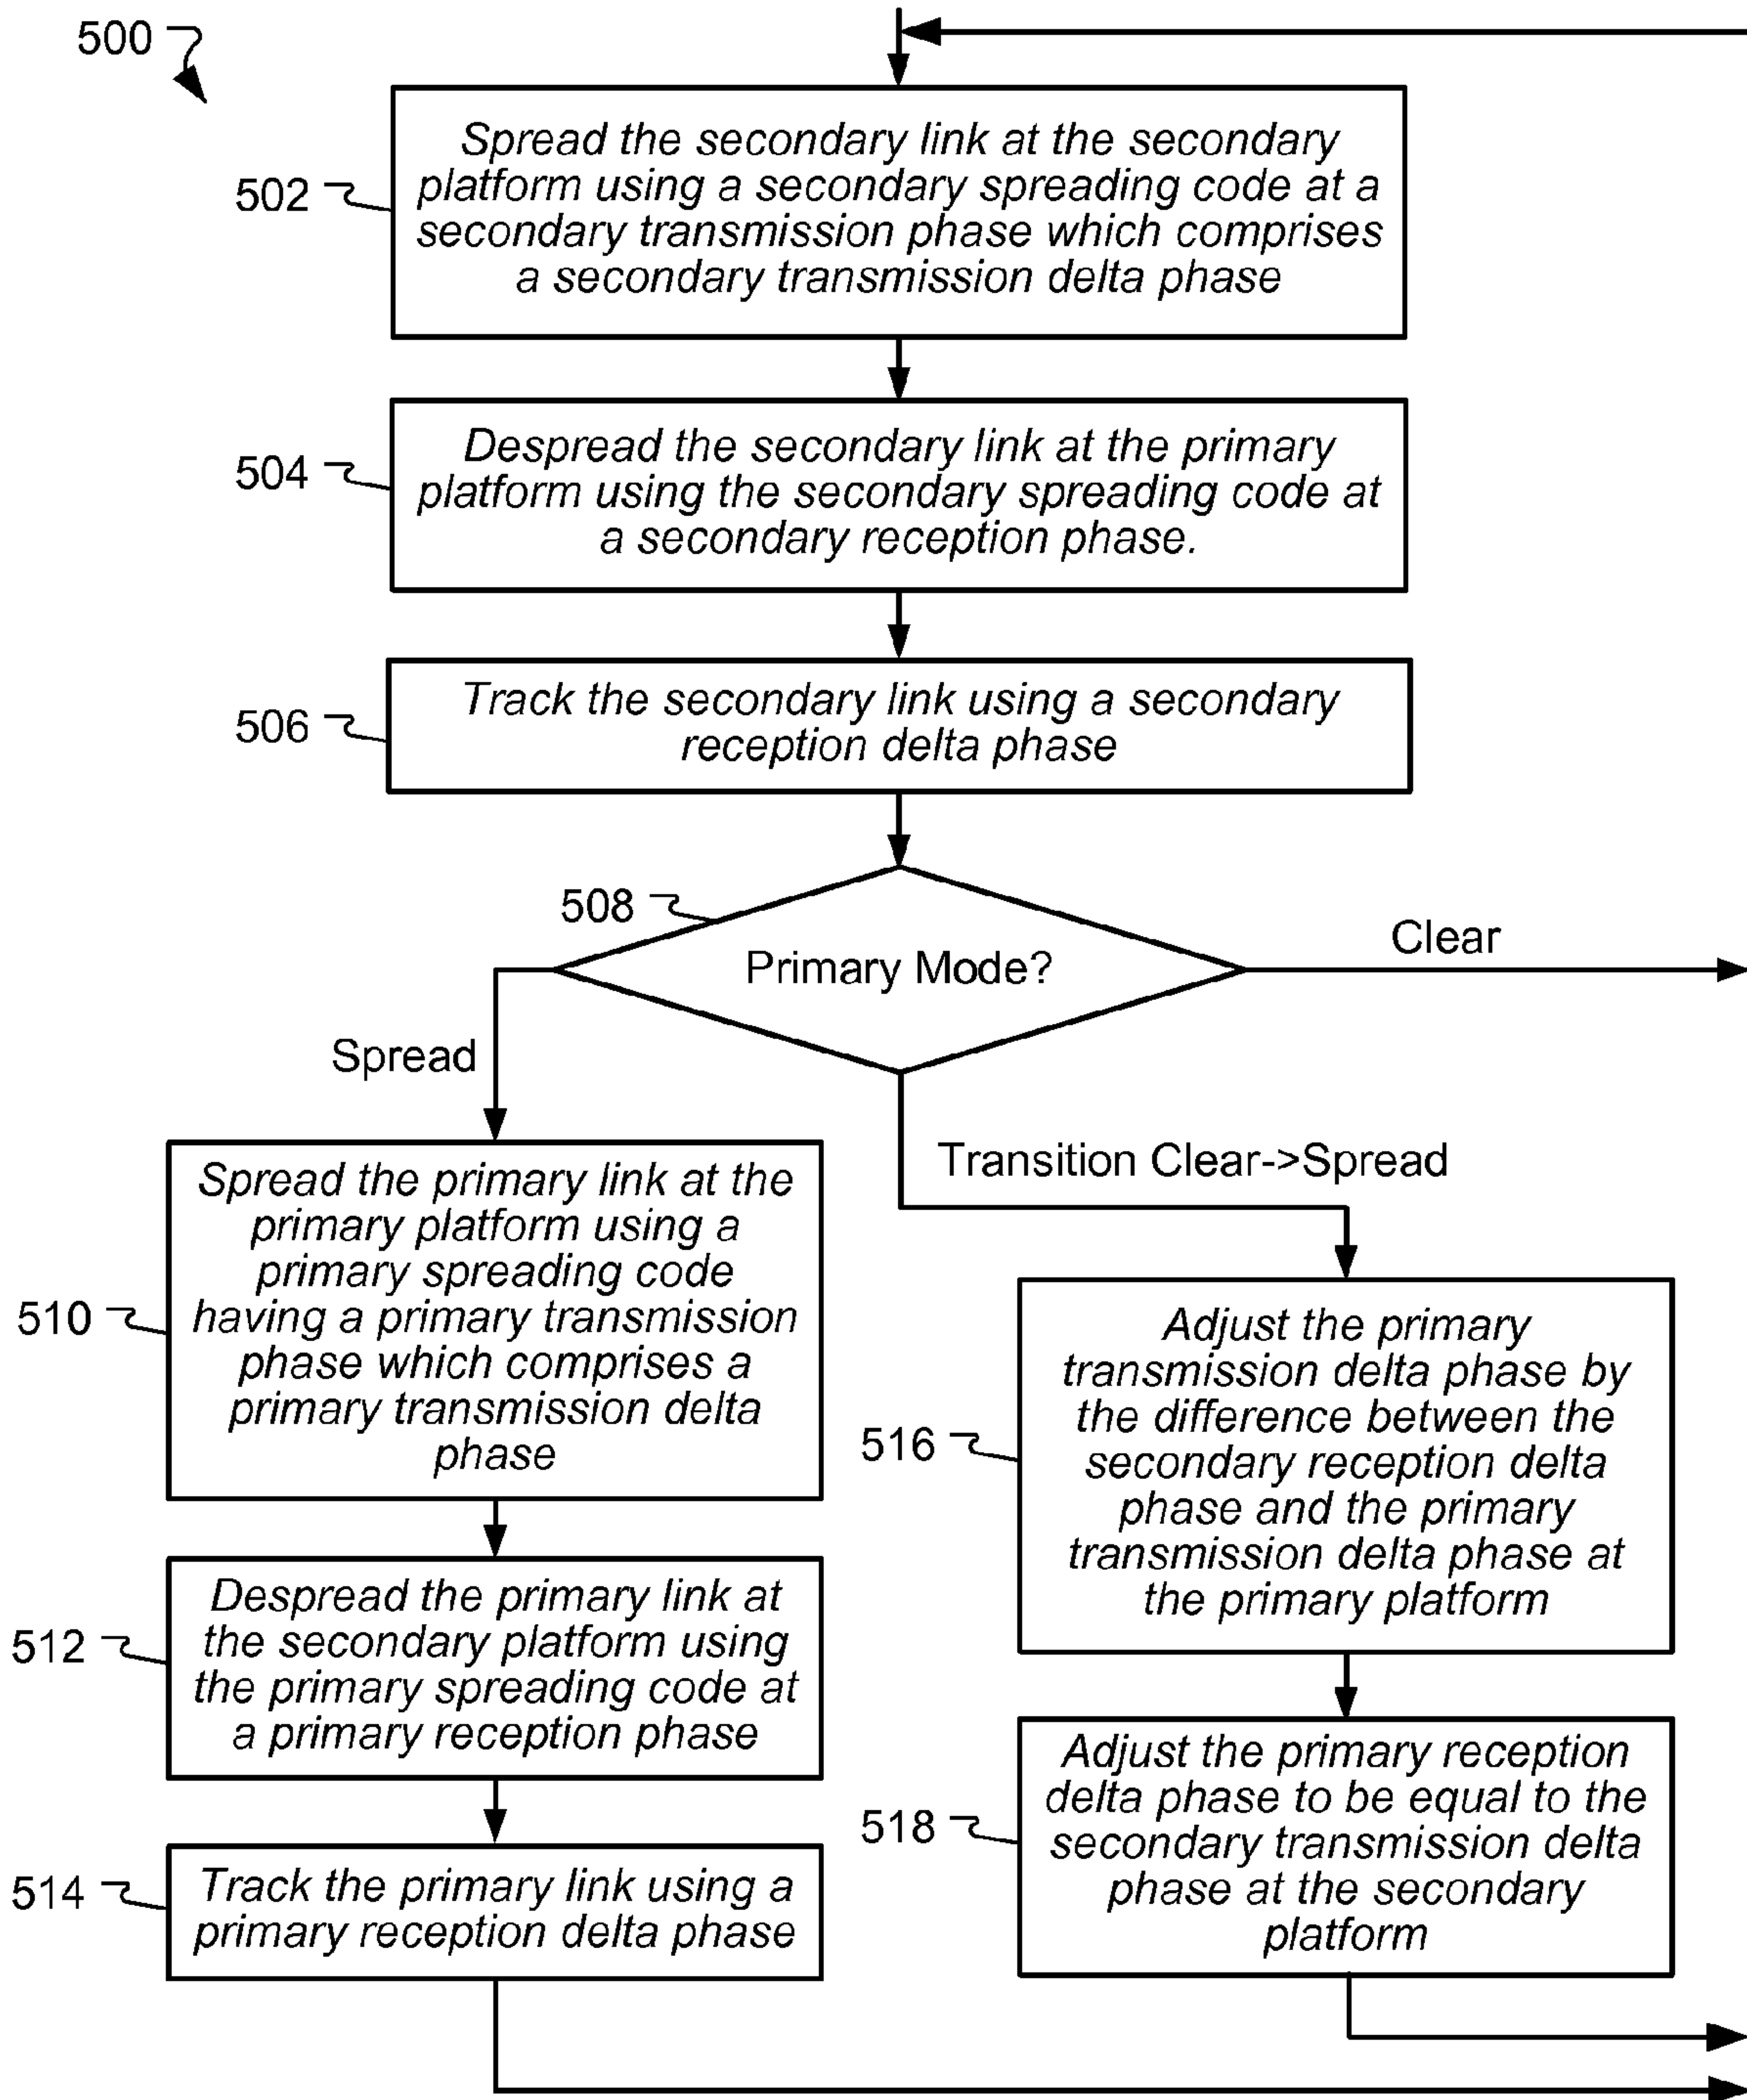 500
502
Spread the secondary link at the secondary
platform using a secondary spreading code at a
secondary transmission phase which comprises
a secondary transmission delta phase
504
Despread the secondary link at the primary
platform using the secondary spreading code at
a secondary reception phase.
506
Track the secondary link using a secondary
reception delta phase
508
Primary Mode?
Clear
Spread
Transition Clear->Spread
510
Spread the primary link at the
primary platform using a
primary spreading code
having a primary transmission
phase which comprises a
primary transmission delta
phase
512
Despread the primary link at
the secondary platform using
the primary spreading code at
a primary reception phase
514
Track the primary link using a
primary reception delta phase
516
Adjust the primary
transmission delta phase by
the difference between the
secondary reception delta
phase and the primary
transmission delta phase at
the primary platform
518
Adjust the primary reception
delta phase to be equal to the
secondary transmission delta
phase at the secondary
platform